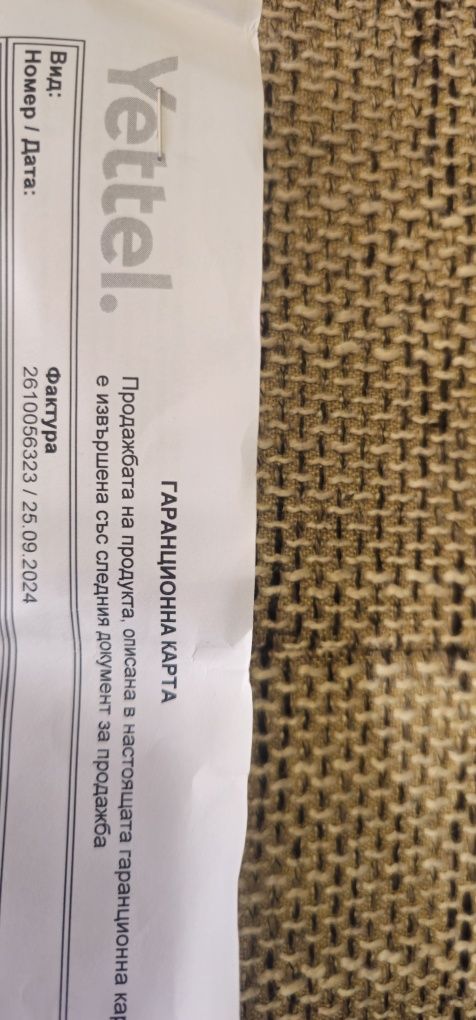 Yettel.
ГАРАНЦИОННА КАРТА
Продажбата на продукта, описана в настоящата гаранционна
е извършена със следния документ за продажба
Вид: Фактура
Номер / Дата: 2610056323 / 25.09.2024